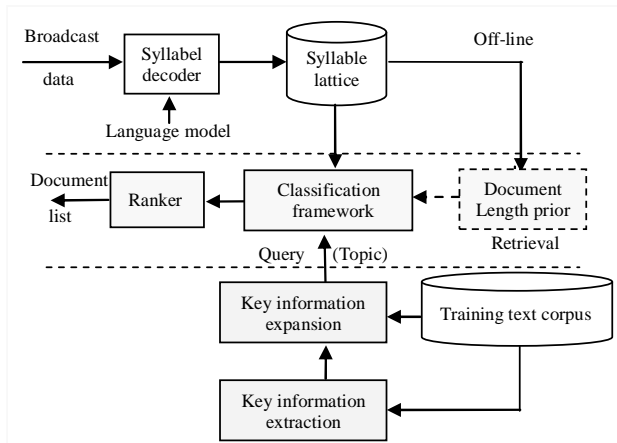 Broadcast
data
Syllabel
decoder
Syllable
lattice
Off-line
Language model
Document
list
Ranker
Classification
framework
Document
Length prior
Retrieval
Query (Topic)
Key information
expansion
Training text corpus
Key information
extraction